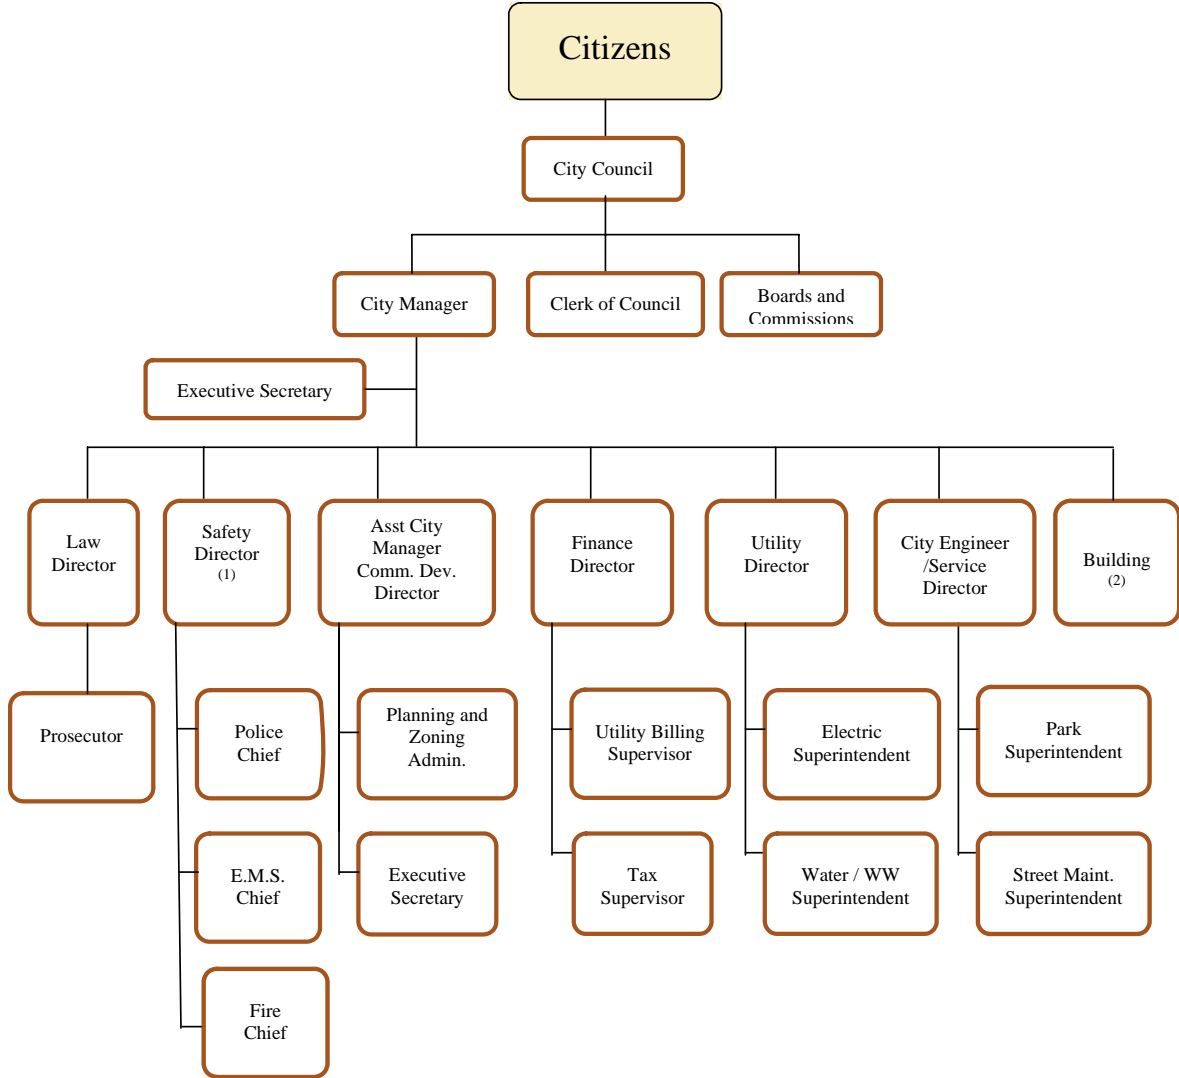 Citizens
City Council
City Manager
Clerk of Council
Boards and
Commissions
Executive Secretary
Law
Director
Safety
Director
(1)
Asst City
Manager
Comm. Dev.
Director
Finance
Director
Utility
Director
City Engineer
/Service
Director
Building
(2)
Prosecutor
Police
Chief
Planning and
Zoning
Admin.
Utility Billing
Supervisor
Electric
Superintendent
Park
Superintendent
E.M.S.
Chief
Executive
Secretary
Tax
Supervisor
Water / WW
Superintendent
Street Maint.
Superintendent
Fire
Chief